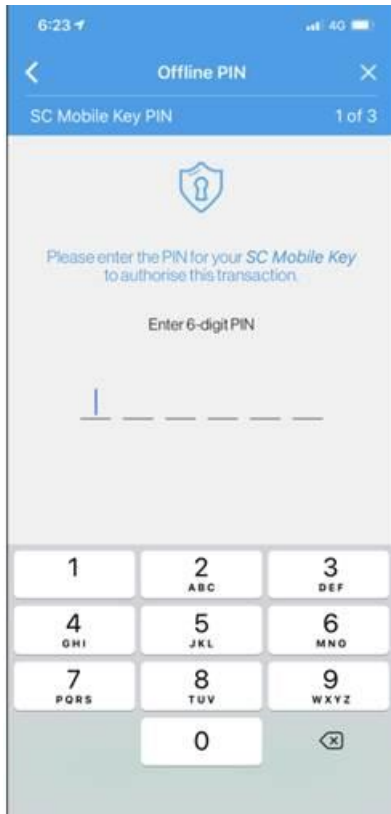 6:23 4G
Offline PIN
SC Mobile Key PIN 1 of 3
Please enter the PIN for your SC Mobile Key
to authorise this transaction.
Enter 6-digit PIN
1 2 3
ABC DEF
4 5 6
GHI JKL MNO
7 8 9
PQRS TUV WXYZ
0